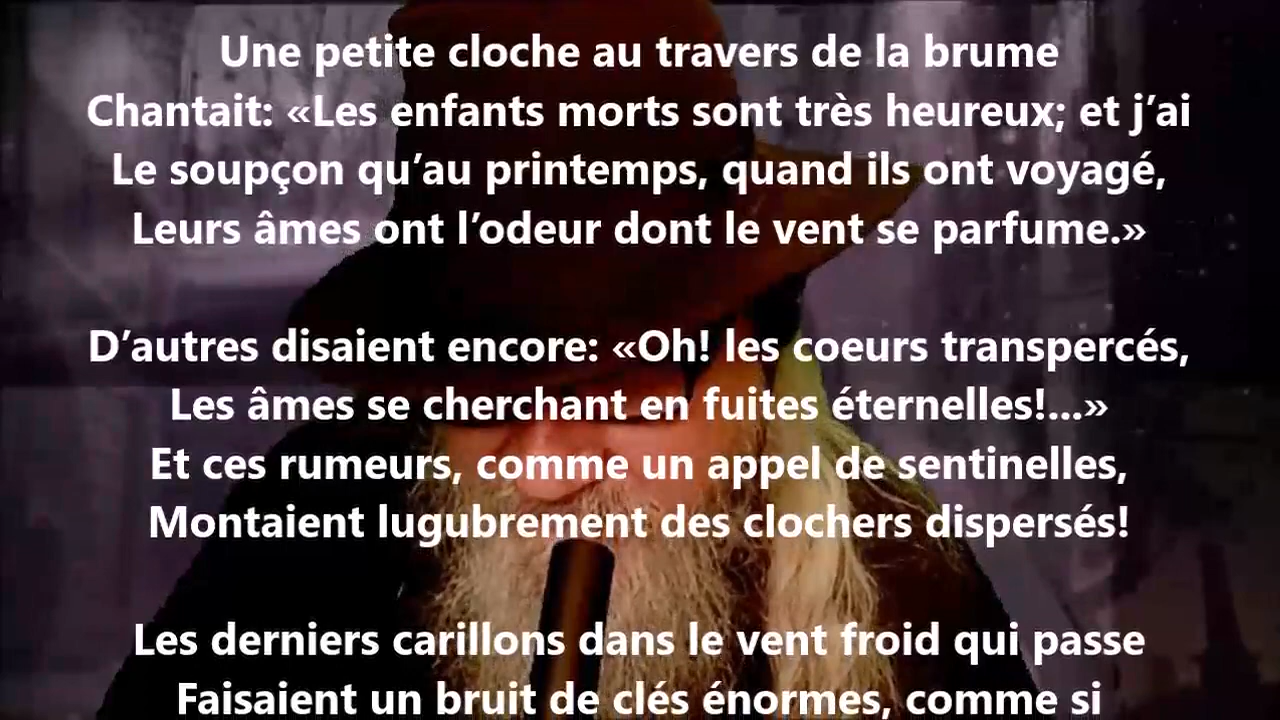 Une petite cloche au travers de la brume
Chantait: «Les enfants morts sont très heureux; et j’ai
Le soupçon qu’au printemps, quand ils ont voyagé,
Leurs âmes ont l’odeur dont le vent se parfume.»
D’autres disaient encore: «Oh! les coeurs transpercés,
Les âmes se cherchant en fuites éternelles!...»
Et ces rumeurs, comme un appel de sentinelles,
Montaient lugubrement des clochers dispersés!
Les derniers carillons dans le vent froid qui passe
Faisaient un bruit de clés énormes, comme si